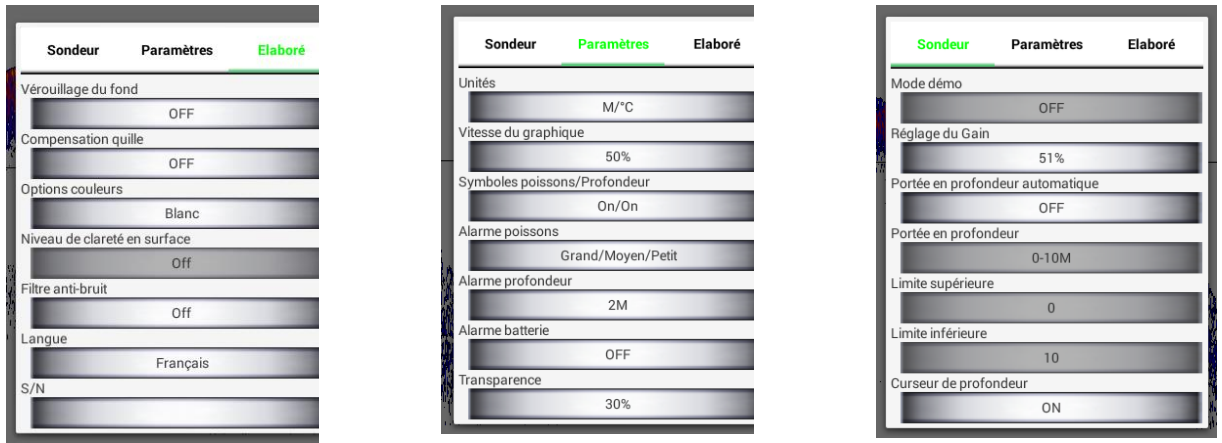 Sondeur Paramètres Elaboré
Vérouillage du fond
OFF
Compensation quille
OFF
Options couleurs
Blanc
Niveau de clareté en surface
Off
Filtre anti-bruit
Off
Langue
Français
S/N
Sondeur Paramètres Elaboré
Unités
M/°C
Vitesse du graphique
50%
Symboles poissons/Profondeur
On/On
Alarme poissons
Grand/Moyen/Petit
Alarme profondeur
2M
Alarme batterie
OFF
Transparence
30%
Sondeur Paramètres Elaboré
Mode démo
OFF
Réglage du Gain
51%
Portée en profondeur automatique
OFF
Portée en profondeur
0-10M
Limite supérieure
0
Limite inférieure
10
Curseur de profondeur
ON